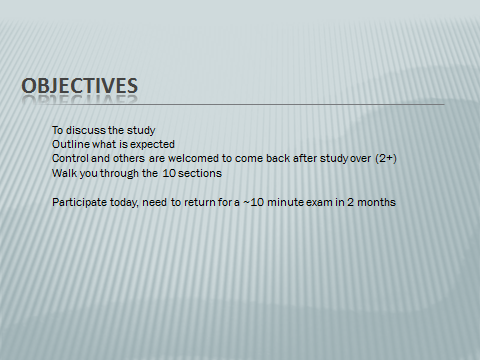 OBJECTIVES
To discuss the study
Outline what is expected
Control and others are welcomed to come back after study over (2+)
Walk you through the 10 sections
Participate today, need to return for a ~10 minute exam in 2 months